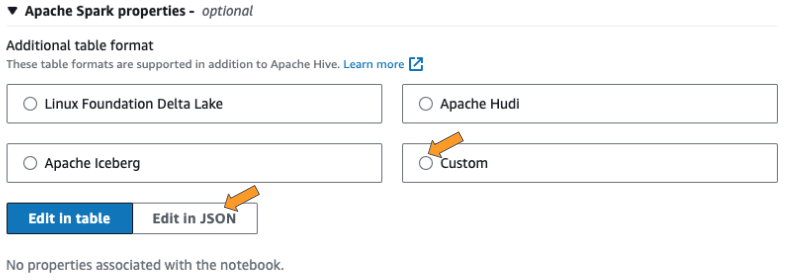 ▼ Apache Spark properties - optional
Additional table format
These table formats are supported in addition to Apache Hive. Learn more
Linux Foundation Delta Lake
Apache Hudi
Apache Iceberg
Custom
Edit in table
Edit in JSON
No properties associated with the notebook.